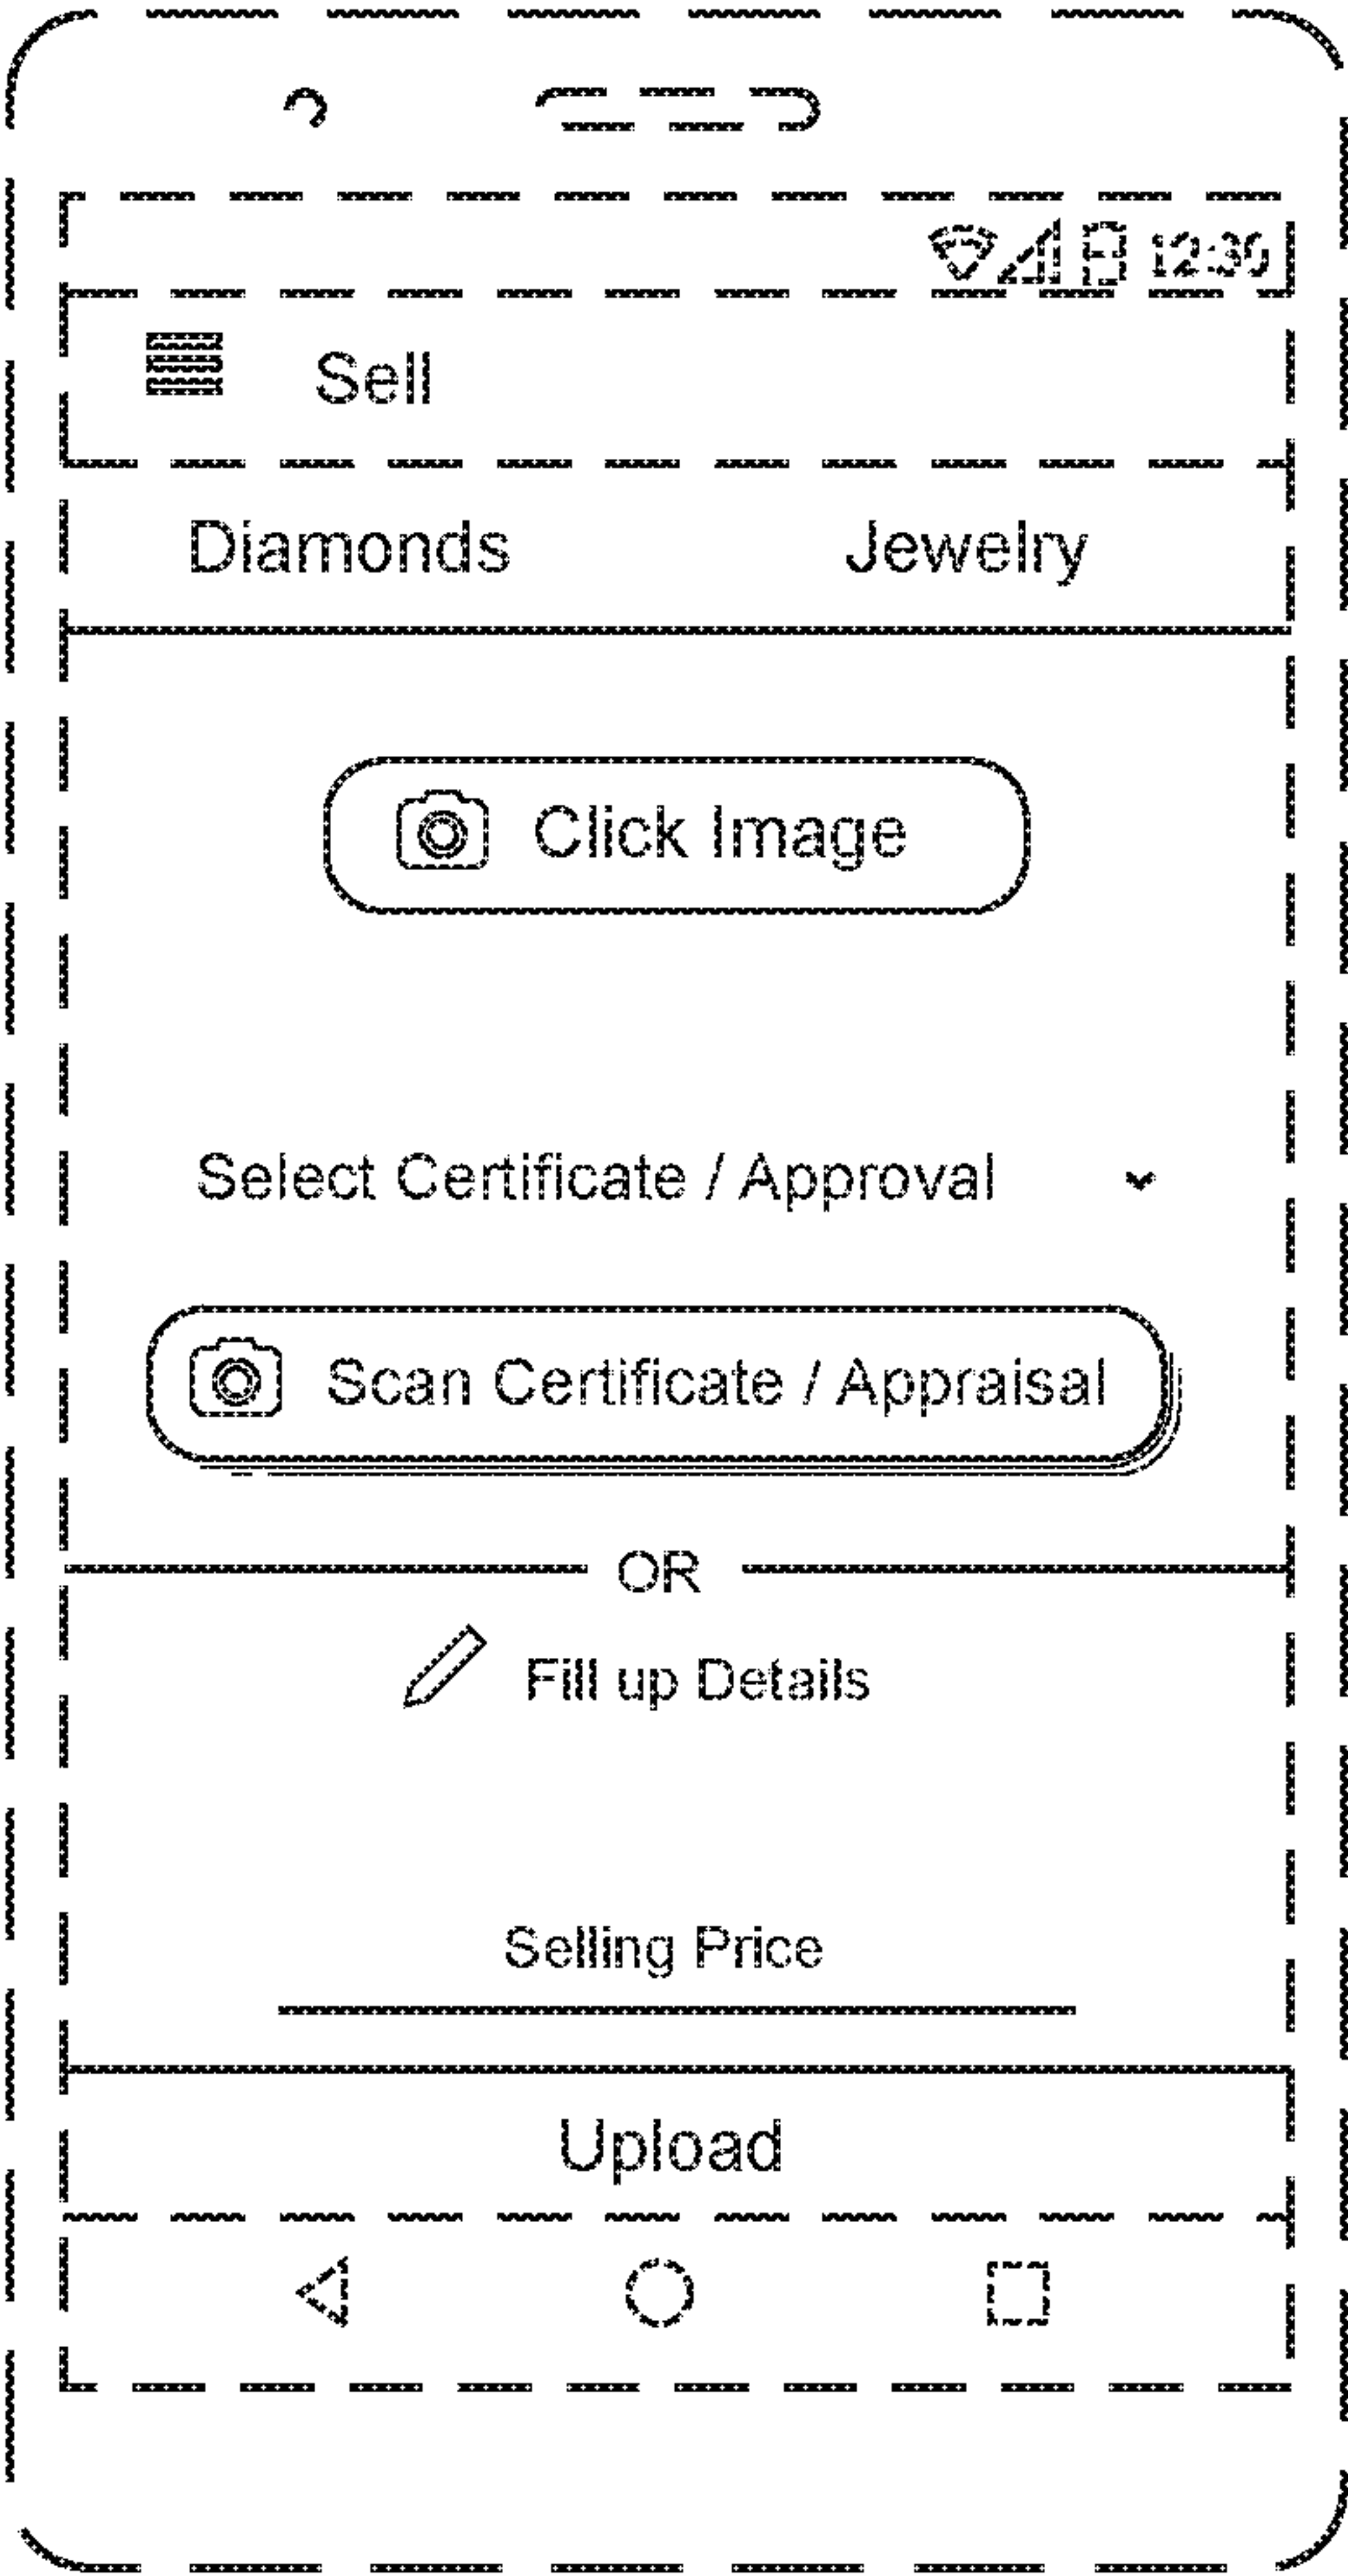 12:30
Sell
Diamonds Jewelry
Click Image
Select Certificate / Approval
Scan Certificate / Appraisal
OR
Fill up Details
Selling Price
Upload